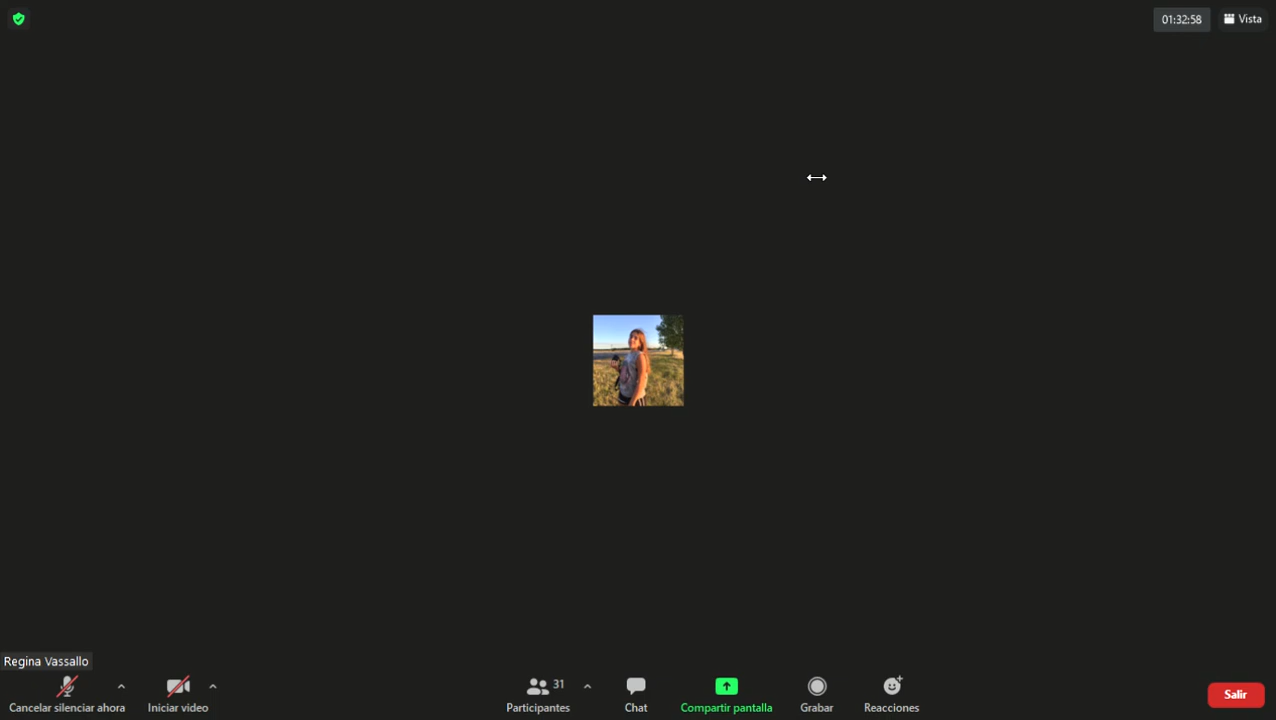 01:32:58 Vista
Regina Vassallo
31
Cancelar silenciar ahora Iniciar video Participantes Chat Compartir pantalla Grabar Reacciones Salir